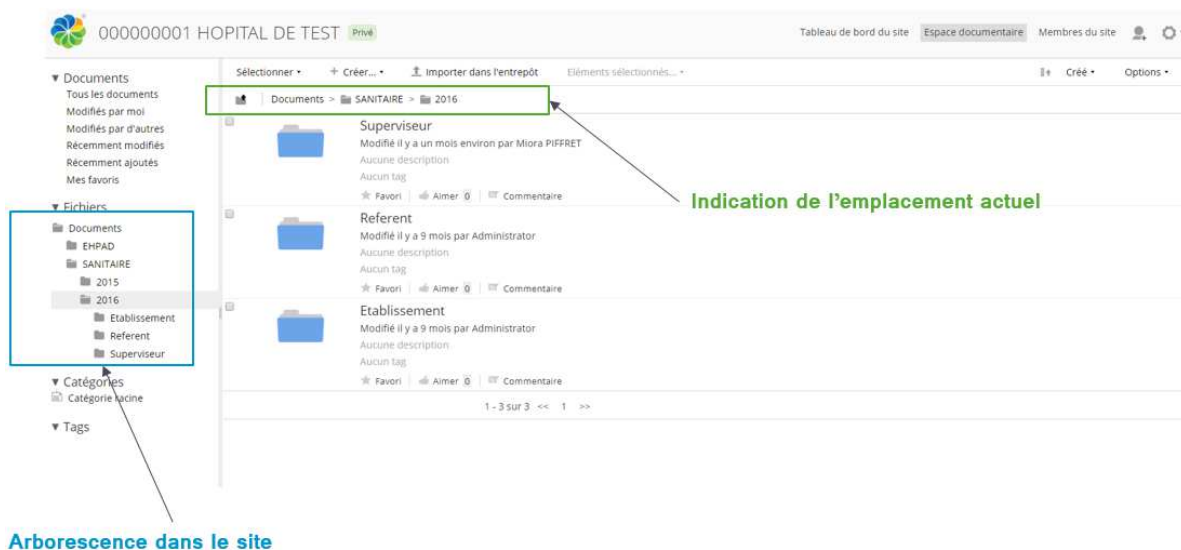 000000001 HOPITAL DE TEST Privé
Tableau de bord du site Espace documentaire Membres du site
Sélectionner Créer... Importer dans l'entrepôt Eléments sélectionnés...
Créé Options
Documents > SANITAIRE > 2016
Documents
Tous les documents
Modifiés par moi
Modifiés par d'autres
Récemment modifiés
Récemment ajoutés
Mes favoris
Fichiers
Documents
EHPAD
SANITAIRE
2015
2016
Etablissement
Referent
Superviseur
Catégories
Catégorie racine
Tags
Superviseur
Modifié il y a un mois environ par Miora PIFFRET
Aucune description
Aucun tag
Favori Aimer 0 Commentaire
Referent
Modifié il y a 9 mois par Administrator
Aucune description
Aucun tag
Favori Aimer 0 Commentaire
Etablissement
Modifié il y a 9 mois par Administrator
Aucune description
Aucun tag
Favori Aimer 0 Commentaire
1 - 3 sur 3 << 1 >>
Indication de l'emplacement actuel
Arborescence dans le site